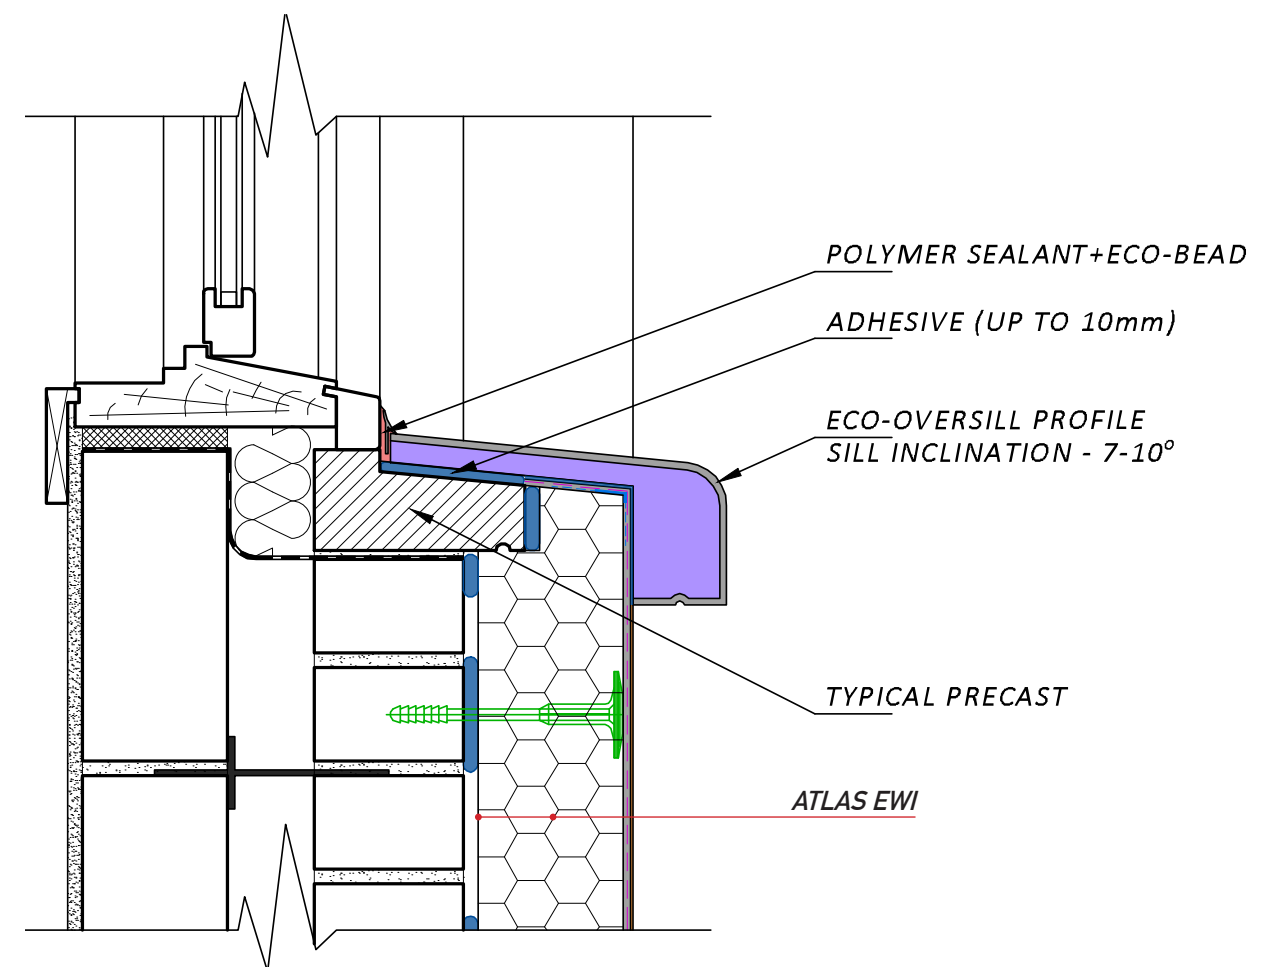 POLYMER SEALANT+ECO-BEAD
ADHESIVE (UP TO 10mm)
ECO-OVERSILL PROFILE
SILL INCLINATION - 7-10°
TYPICAL PRECAST
ATLAS EWI